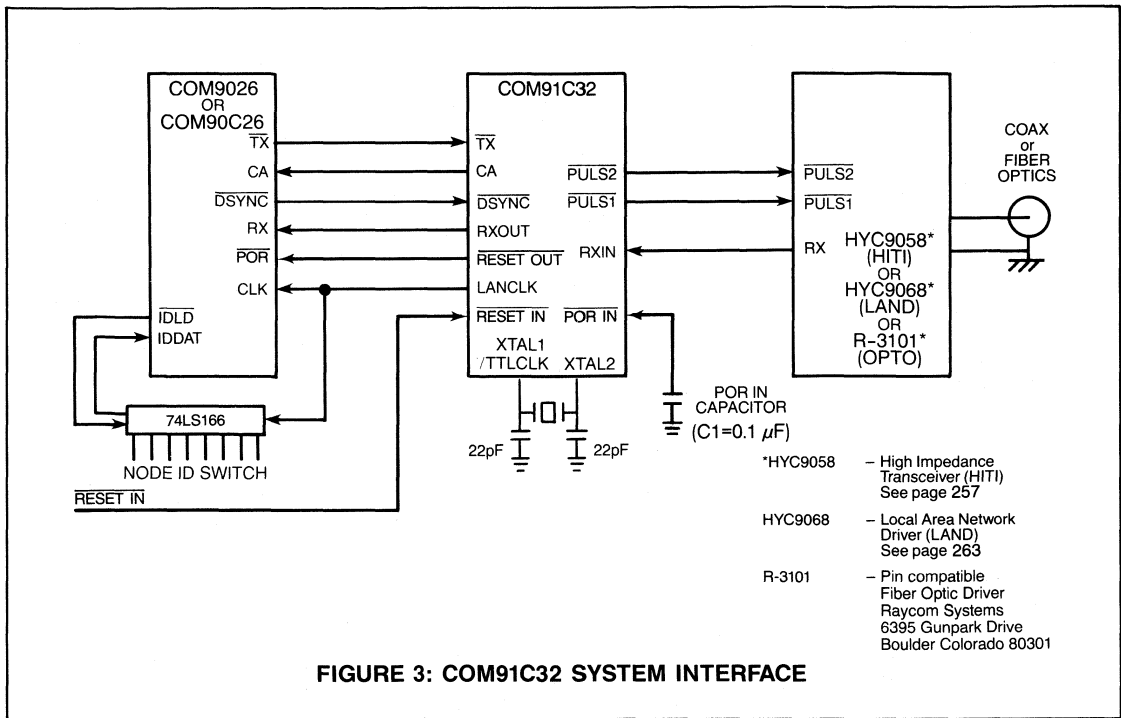 COM9026
OR
COM90C26
TX
CA
DSYNC
RX
POR
CLK
IDLD
IDDAT
74LS166
NODE ID SWITCH
RESET IN
COM91C32
TX
CA
DSYNC
RXOUT
RESET OUT
LANCLK
RESET IN
PULS2
PULS1
RXIN
POR IN
XTAL1
/TTLCLK
XTAL2
22pF
22pF
POR IN
CAPACITOR
(C1=0.1 μF)
PULS2
PULS1
RX
HYC9058*
(HITI)
OR
HYC9068*
(LAND)
OR
R-3101*
(OPTO)
COAX
or
FIBER
OPTICS
*HYC9058 – High Impedance
Transceiver (HITI)
See page 257
HYC9068 – Local Area Network
Driver (LAND)
See page 263
R-3101 – Pin compatible
Fiber Optic Driver
Raycom Systems
6395 Gunpark Drive
Boulder Colorado 80301
FIGURE 3: COM91C32 SYSTEM INTERFACE